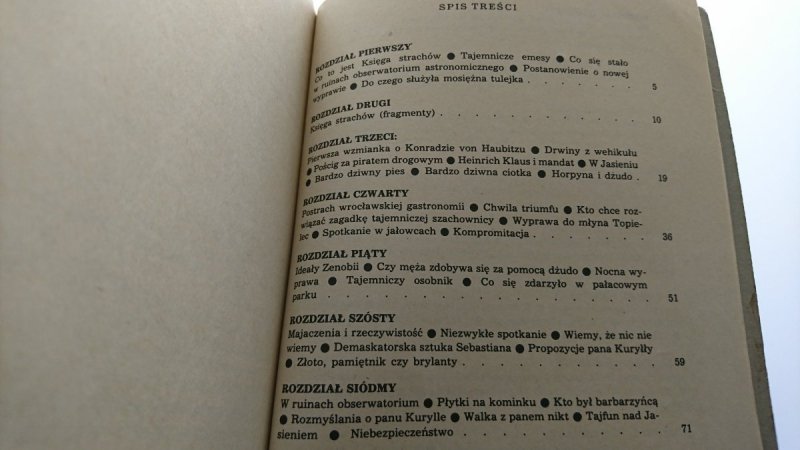 SPIS TREŚCI
ROZDZIAŁ PIERWSZY
Co to jest Księga strachów ● Tajemnicze emesy ● Co się stało
w ruinach obserwatorium astronomicznego ● Postanowienie o nowej
wyprawie ● Do czego służyła mosiężna tulejka . . . . . . . . 5
ROZDZIAŁ DRUGI
Księga strachów (fragmenty) . . . . . . . . . . . . 10
ROZDZIAŁ TRZECI:
Pierwsza wzmianka o Konradzie von Haubitzu ● Drwiny z wehikułu
● Pościg za piratem drogowym ● Heinrich Klaus i mandat ● W Jasieniu
● Bardzo dziwny pies ● Bardzo dziwna ciotka ● Horpyna i dżudo . 19
ROZDZIAŁ CZWARTY
Postrach wrocławskiej gastronomii ● Chwila triumfu ● Kto chce roz-
wiązać zagadkę tajemniczej szachownicy ● Wyprawa do młyna Topie-
lec ● Spotkanie w jałowcach ● Kompromitacja . . . . . . . 36
ROZDZIAŁ PIĄTY
Ideały Zenobii ● Czy męża zdobywa się za pomocą dżudo ● Nocna wy-
prawa ● Tajemniczy osobnik ● Co się zdarzyło w pałacowym
parku . . . . . . . . . . . . . . . . . . 51
ROZDZIAŁ SZÓSTY
Majaczenia i rzeczywistość ● Niezwykłe spotkanie ● Wiemy, że nic nie
wiemy ● Demaskatorska sztuka Sebastiana ● Propozycje pana Kuryłły
● Złoto, pamiętnik czy brylanty . . . . . . . . . . . 59
ROZDZIAŁ SIÓDMY
W ruinach obserwatorium ● Płytki na kominku ● Kto był barbarzyńcą
● Rozmyślania o panu Kurylle ● Walka z panem nikt ● Tajfun nad Ja-
sieniem ● Niebezpieczeństwo . . . . . . . . . . . 71